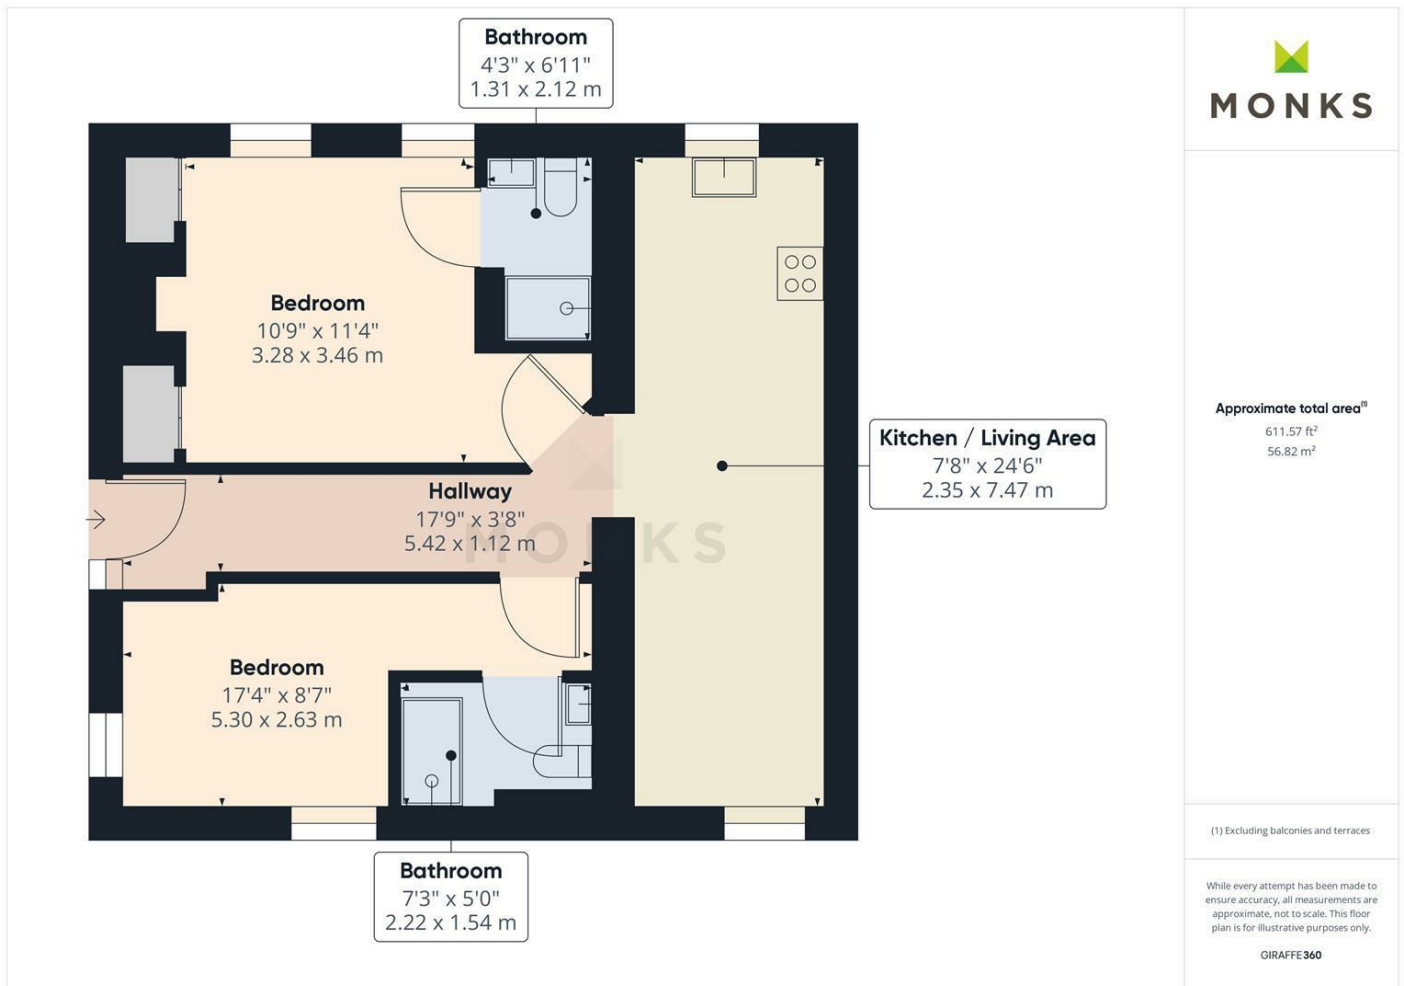 Bathroom
4'3" x 6'11"
1.31 x 2.12 m
Bedroom
10'9" x 11'4"
3.28 x 3.46 m
Kitchen / Living Area
7'8" x 24'6"
2.35 x 7.47 m
Hallway
17'9" x 3'8"
5.42 x 1.12 m
MONKS
Bedroom
17'4" x 8'7"
5.30 x 2.63 m
Bathroom
7'3" x 5'0"
2.22 x 1.54 m
MONKS
Approximate total area(1)
611.57 ft²
56.82 m²
(1) Excluding balconies and terraces
While every attempt has been made to
ensure accuracy, all measurements are
approximate, not to scale. This floor
plan is for illustrative purposes only.
GIRAFFE360